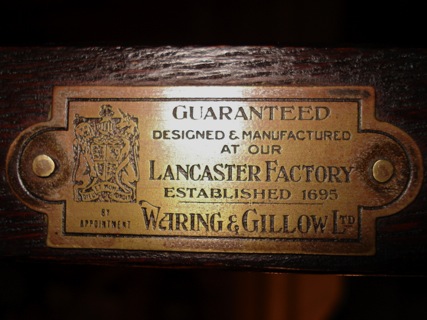 GUARANTEED
DESIGNED & MANUFACTURED
AT OUR
LANCASTER FACTORY
ESTABLISHED 1695
BY
APPOINTMENT
WARING & GILLOW LTD